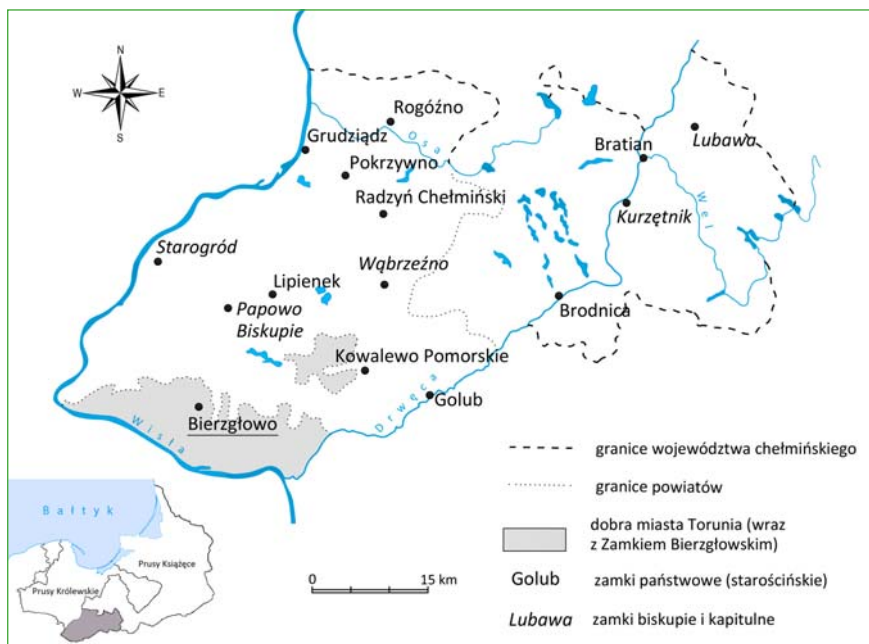 N
W E
S
Rogóźno
Grudziądz
Osa
Pokrzywno
Bratian
Lubawa
Radzyń Chełmiński
Kurzętnik
Wel
Starogród
Wąbrzeźno
Lipienek
Papowo
Biskupie
Brodnica
Kowalewo Pomorskie
Golub
Drwęca
Bierzgłowo
Wisła
granice województwa chełmińskiego
granice powiatów
dobra miasta Torunia (wraz
z Zamkiem Bierzgłowskim)
Golub zamki państwowe (starościńskie)
Lubawa zamki biskupie i kapitulne
0 15 km
Bałtyk
Prusy Książęce
Prusy Królewskie